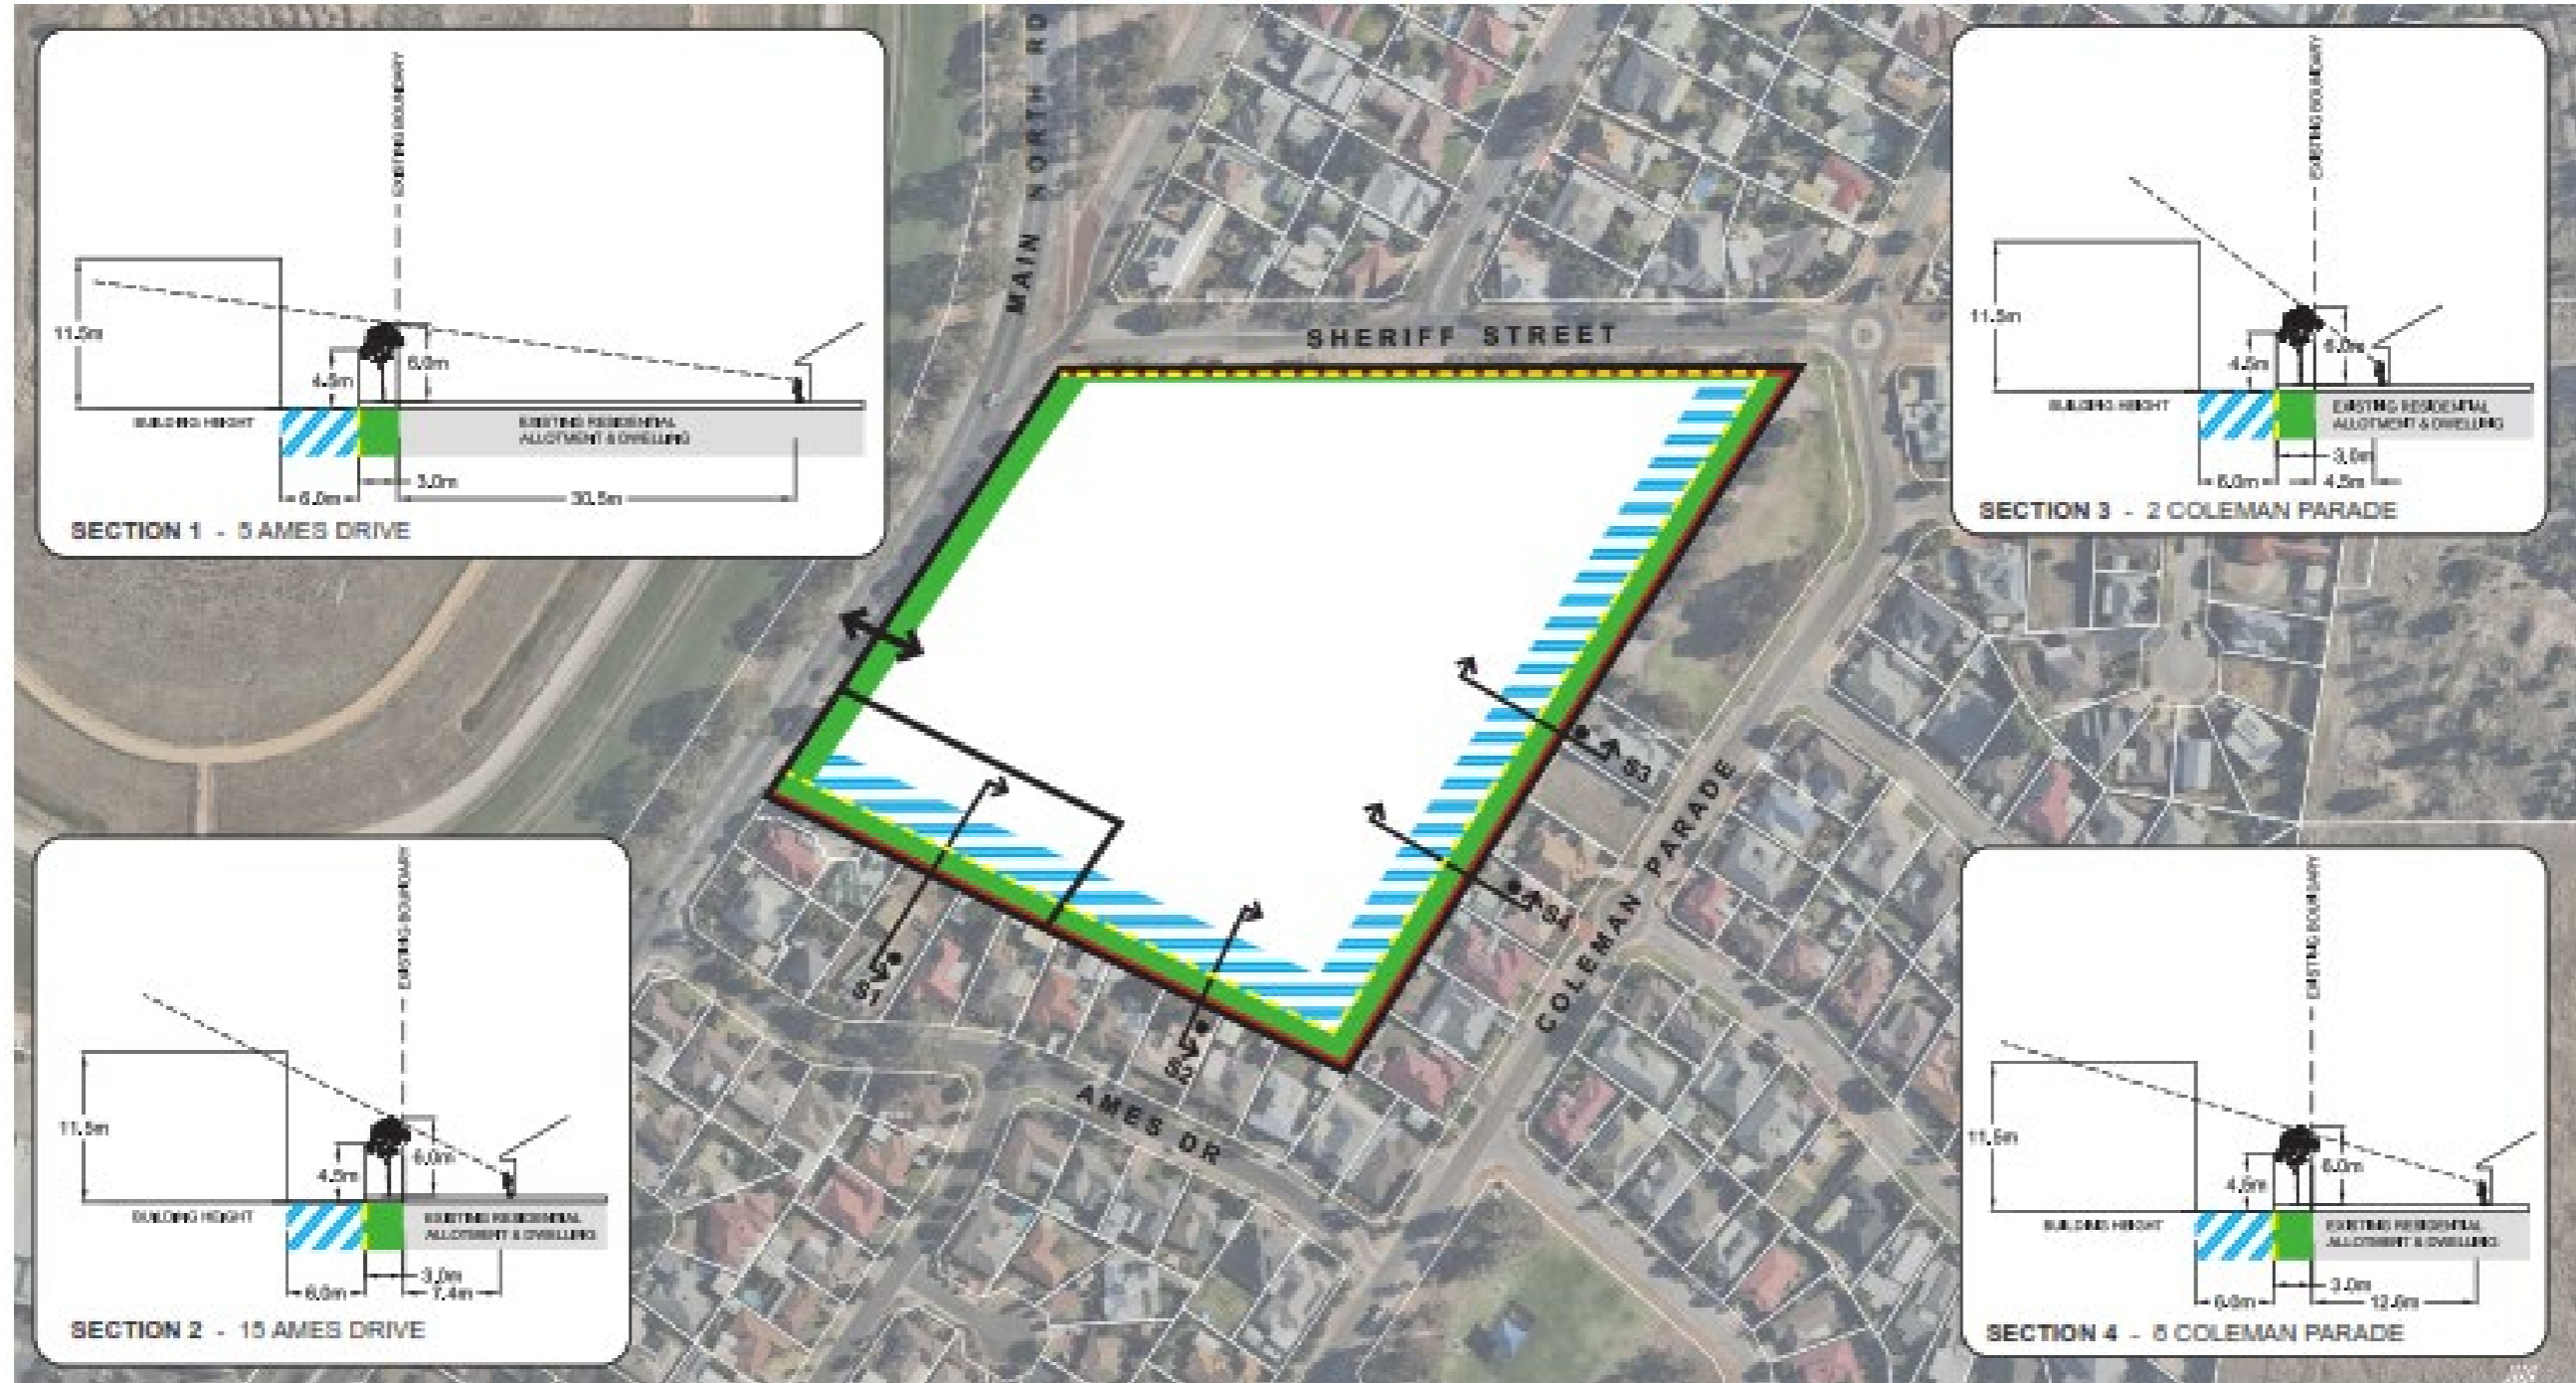 EXISTING BOUNDARY
11.5m
4.5m
6.0m
BUILDING HEIGHT
EXISTING RESIDENTIAL
ALLOTMENT & DWELLING
6.0m
3.0m
30.5m
SECTION 1 - 5 AMES DRIVE
MAIN NORTH RD
SHERIFF STREET
EXISTING BOUNDARY
11.5m
4.5m
6.0m
BUILDING HEIGHT
EXISTING RESIDENTIAL
ALLOTMENT & DWELLING
3.0m
6.0m
4.5m
SECTION 3 - 2 COLEMAN PARADE
S3
S4
S1
S2
COLEMAN PARADE
AMES DR
EXISTING BOUNDARY
11.5m
4.5m
6.0m
BUILDING HEIGHT
EXISTING RESIDENTIAL
ALLOTMENT & DWELLING
3.0m
6.0m
7.4m
SECTION 2 - 15 AMES DRIVE
EXISTING BOUNDARY
11.5m
4.5m
6.0m
BUILDING HEIGHT
EXISTING RESIDENTIAL
ALLOTMENT & DWELLING
3.0m
6.0m
SECTION 4 - 8 COLEMAN PARADE